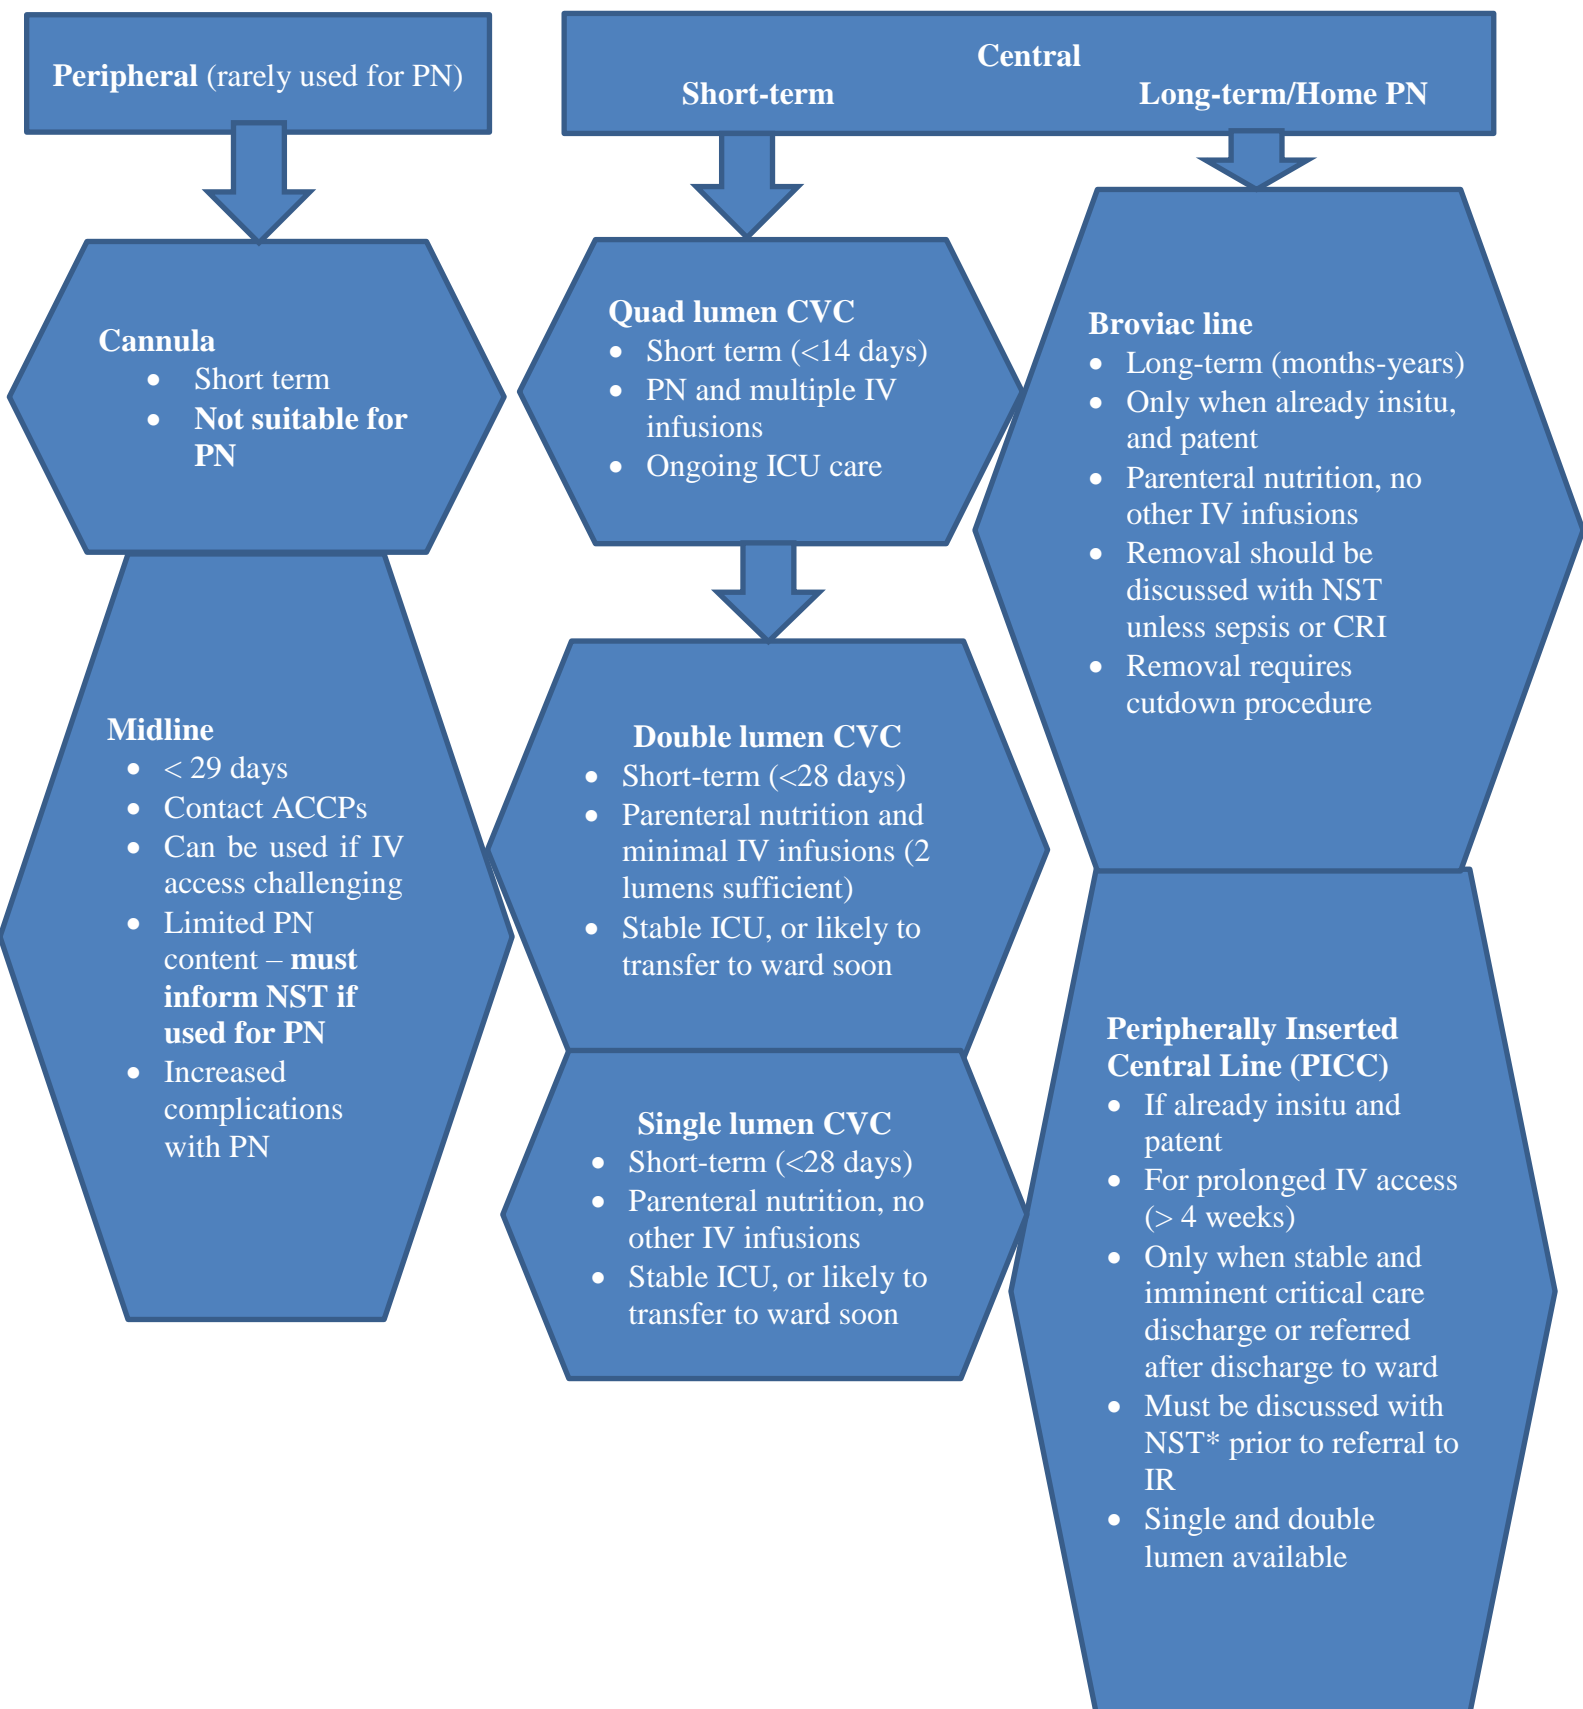 Peripheral (rarely used for PN)
Cannula
• Short term
• Not suitable for
PN
Midline
• < 29 days
• Contact ACCPs
• Can be used if IV
access challenging
• Limited PN
content – must
inform NST if
used for PN
• Increased
complications
with PN
Central
Short-term Long-term/Home PN
Quad lumen CVC
• Short term (<14 days)
• PN and multiple IV
infusions
• Ongoing ICU care
Double lumen CVC
• Short-term (<28 days)
• Parenteral nutrition and
minimal IV infusions (2
lumens sufficient)
• Stable ICU, or likely to
transfer to ward soon
Single lumen CVC
• Short-term (<28 days)
• Parenteral nutrition, no
other IV infusions
• Stable ICU, or likely to
transfer to ward soon
Broviac line
• Long-term (months-years)
• Only when already insitu,
and patent
• Parenteral nutrition, no
other IV infusions
• Removal should be
discussed with NST
unless sepsis or CRI
• Removal requires
cutdown procedure
Peripherally Inserted
Central Line (PICC)
• If already insitu and
patent
• For prolonged IV access
(> 4 weeks)
• Only when stable and
imminent critical care
discharge or referred
after discharge to ward
• Must be discussed with
NST* prior to referral to
IR
• Single and double
lumen available